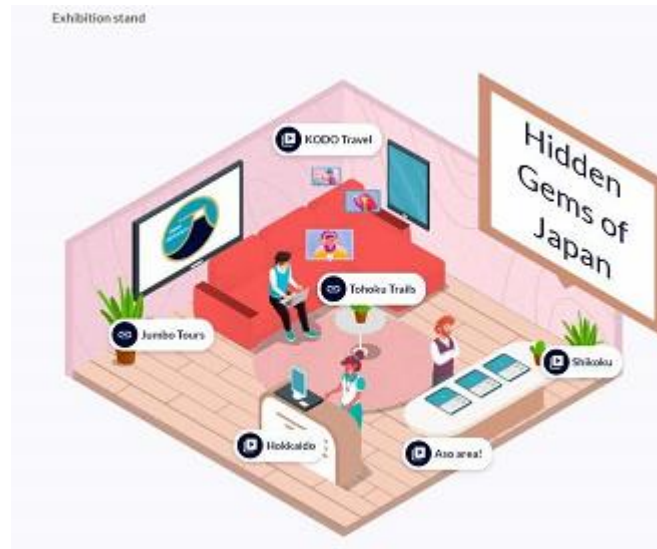 Exhibition stand
KODO Travel
Hidden
Gems of
Japan
Tohoku Trails
Jumbo Tours
Shikoku
Hokkaido
Aso area!